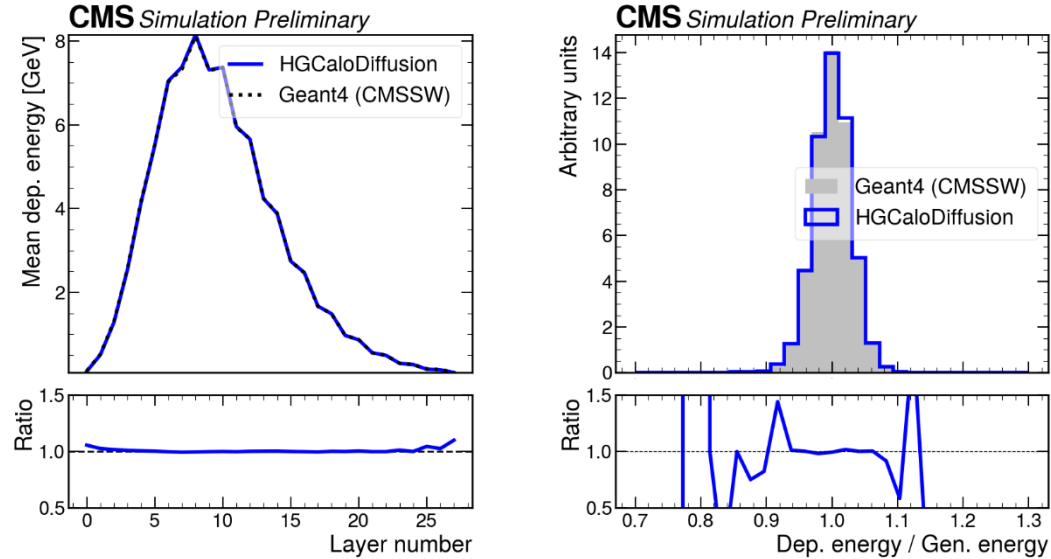 CMS Simulation Preliminary
Mean dep. energy [GeV]
8
6
4
2
HGCaloDiffusion
Geant4 (CMSSW)
Ratio
1.5
1.0
0.5
0 5 10 15 20 25
Layer number
CMS Simulation Preliminary
Arbitrary units
14
12
10
8
6
4
2
0
Geant4 (CMSSW)
HGCaloDiffusion
Ratio
1.5
1.0
0.5
0.7 0.8 0.9 1.0 1.1 1.2 1.3
Dep. energy / Gen. energy